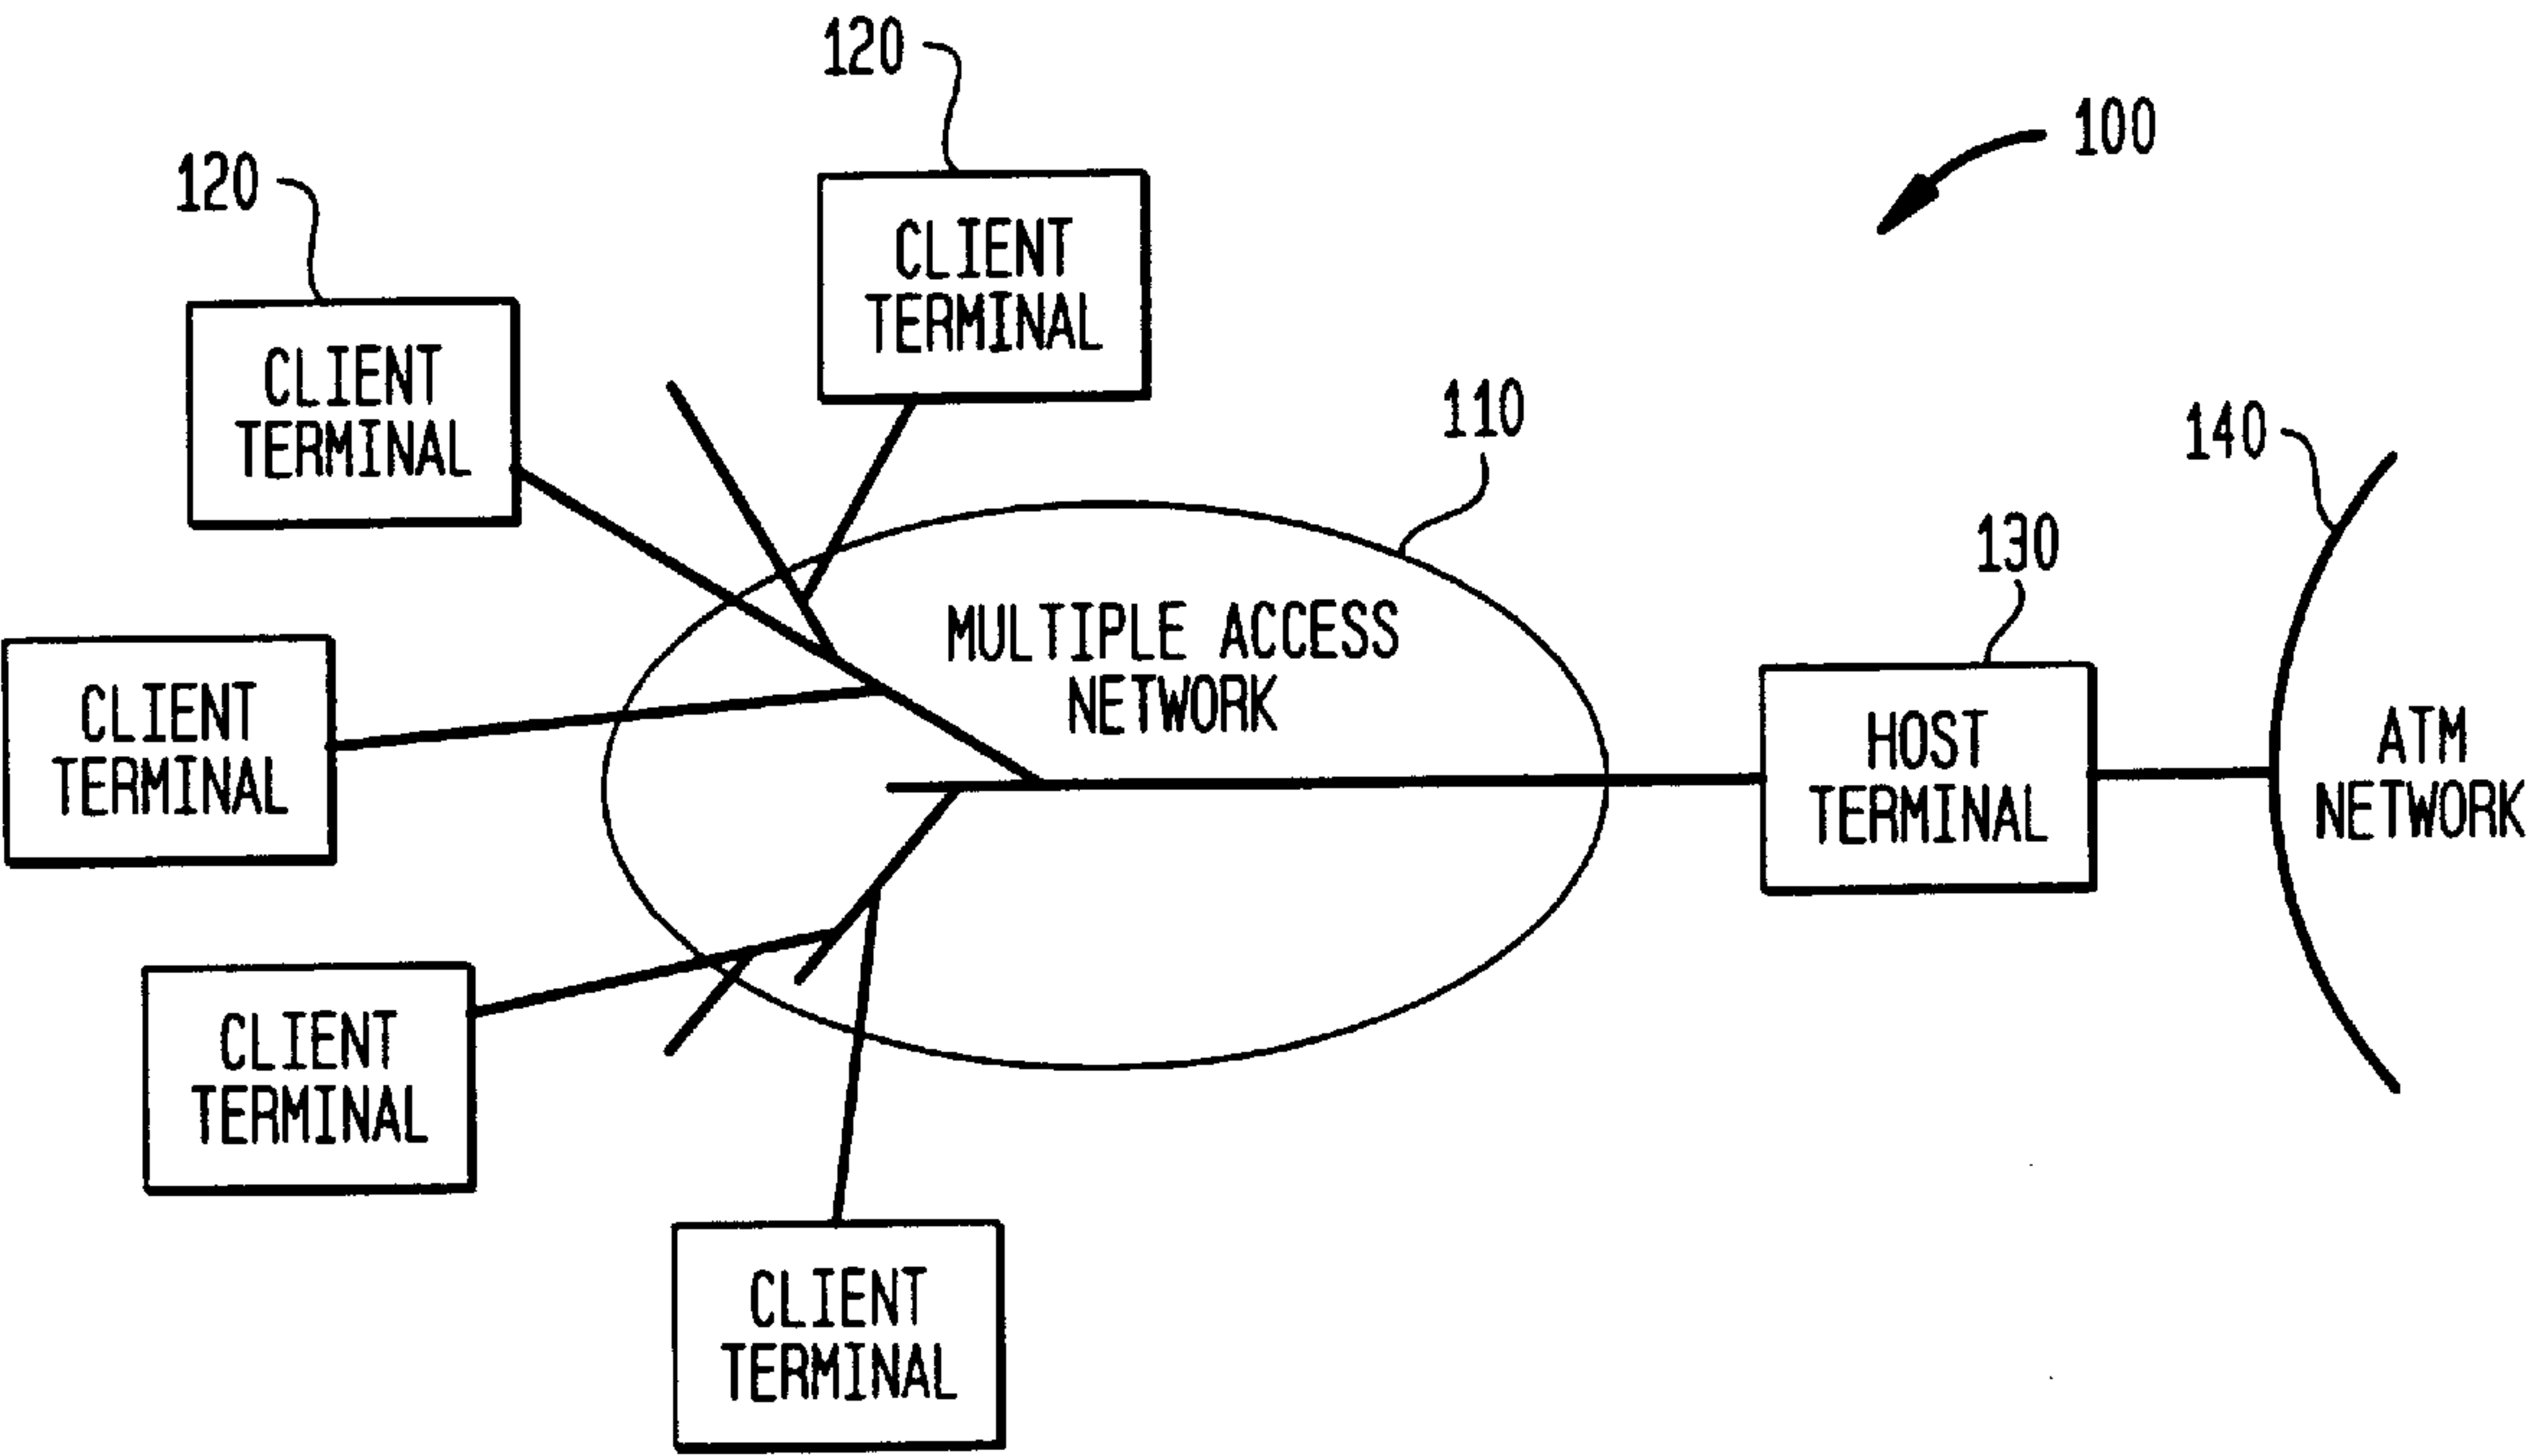 120
120
100
CLIENT
TERMINAL
CLIENT
TERMINAL
110
140
130
MULTIPLE ACCESS
NETWORK
CLIENT
TERMINAL
HOST
TERMINAL
ATM
NETWORK
CLIENT
TERMINAL
CLIENT
TERMINAL